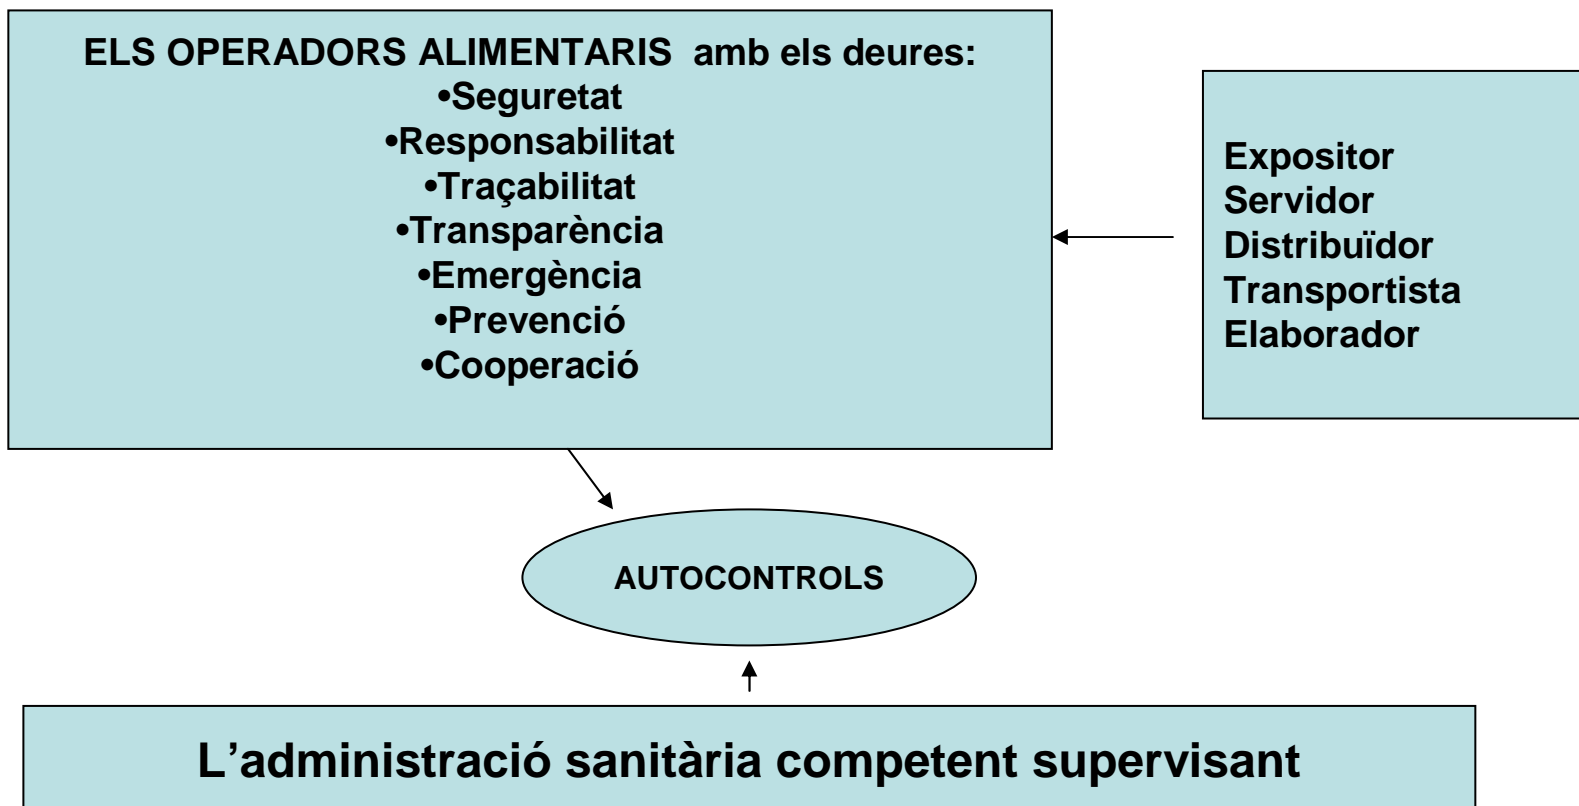 ELS OPERADORS ALIMENTARIS amb els deures:
•Seguretat
•Responsabilitat
•Traçabilitat
•Transparència
•Emergència
•Prevenció
•Cooperació
Expositor
Servidor
Distribuïdor
Transportista
Elaborador
AUTOCONTROLS
L’administració sanitària competent supervisant